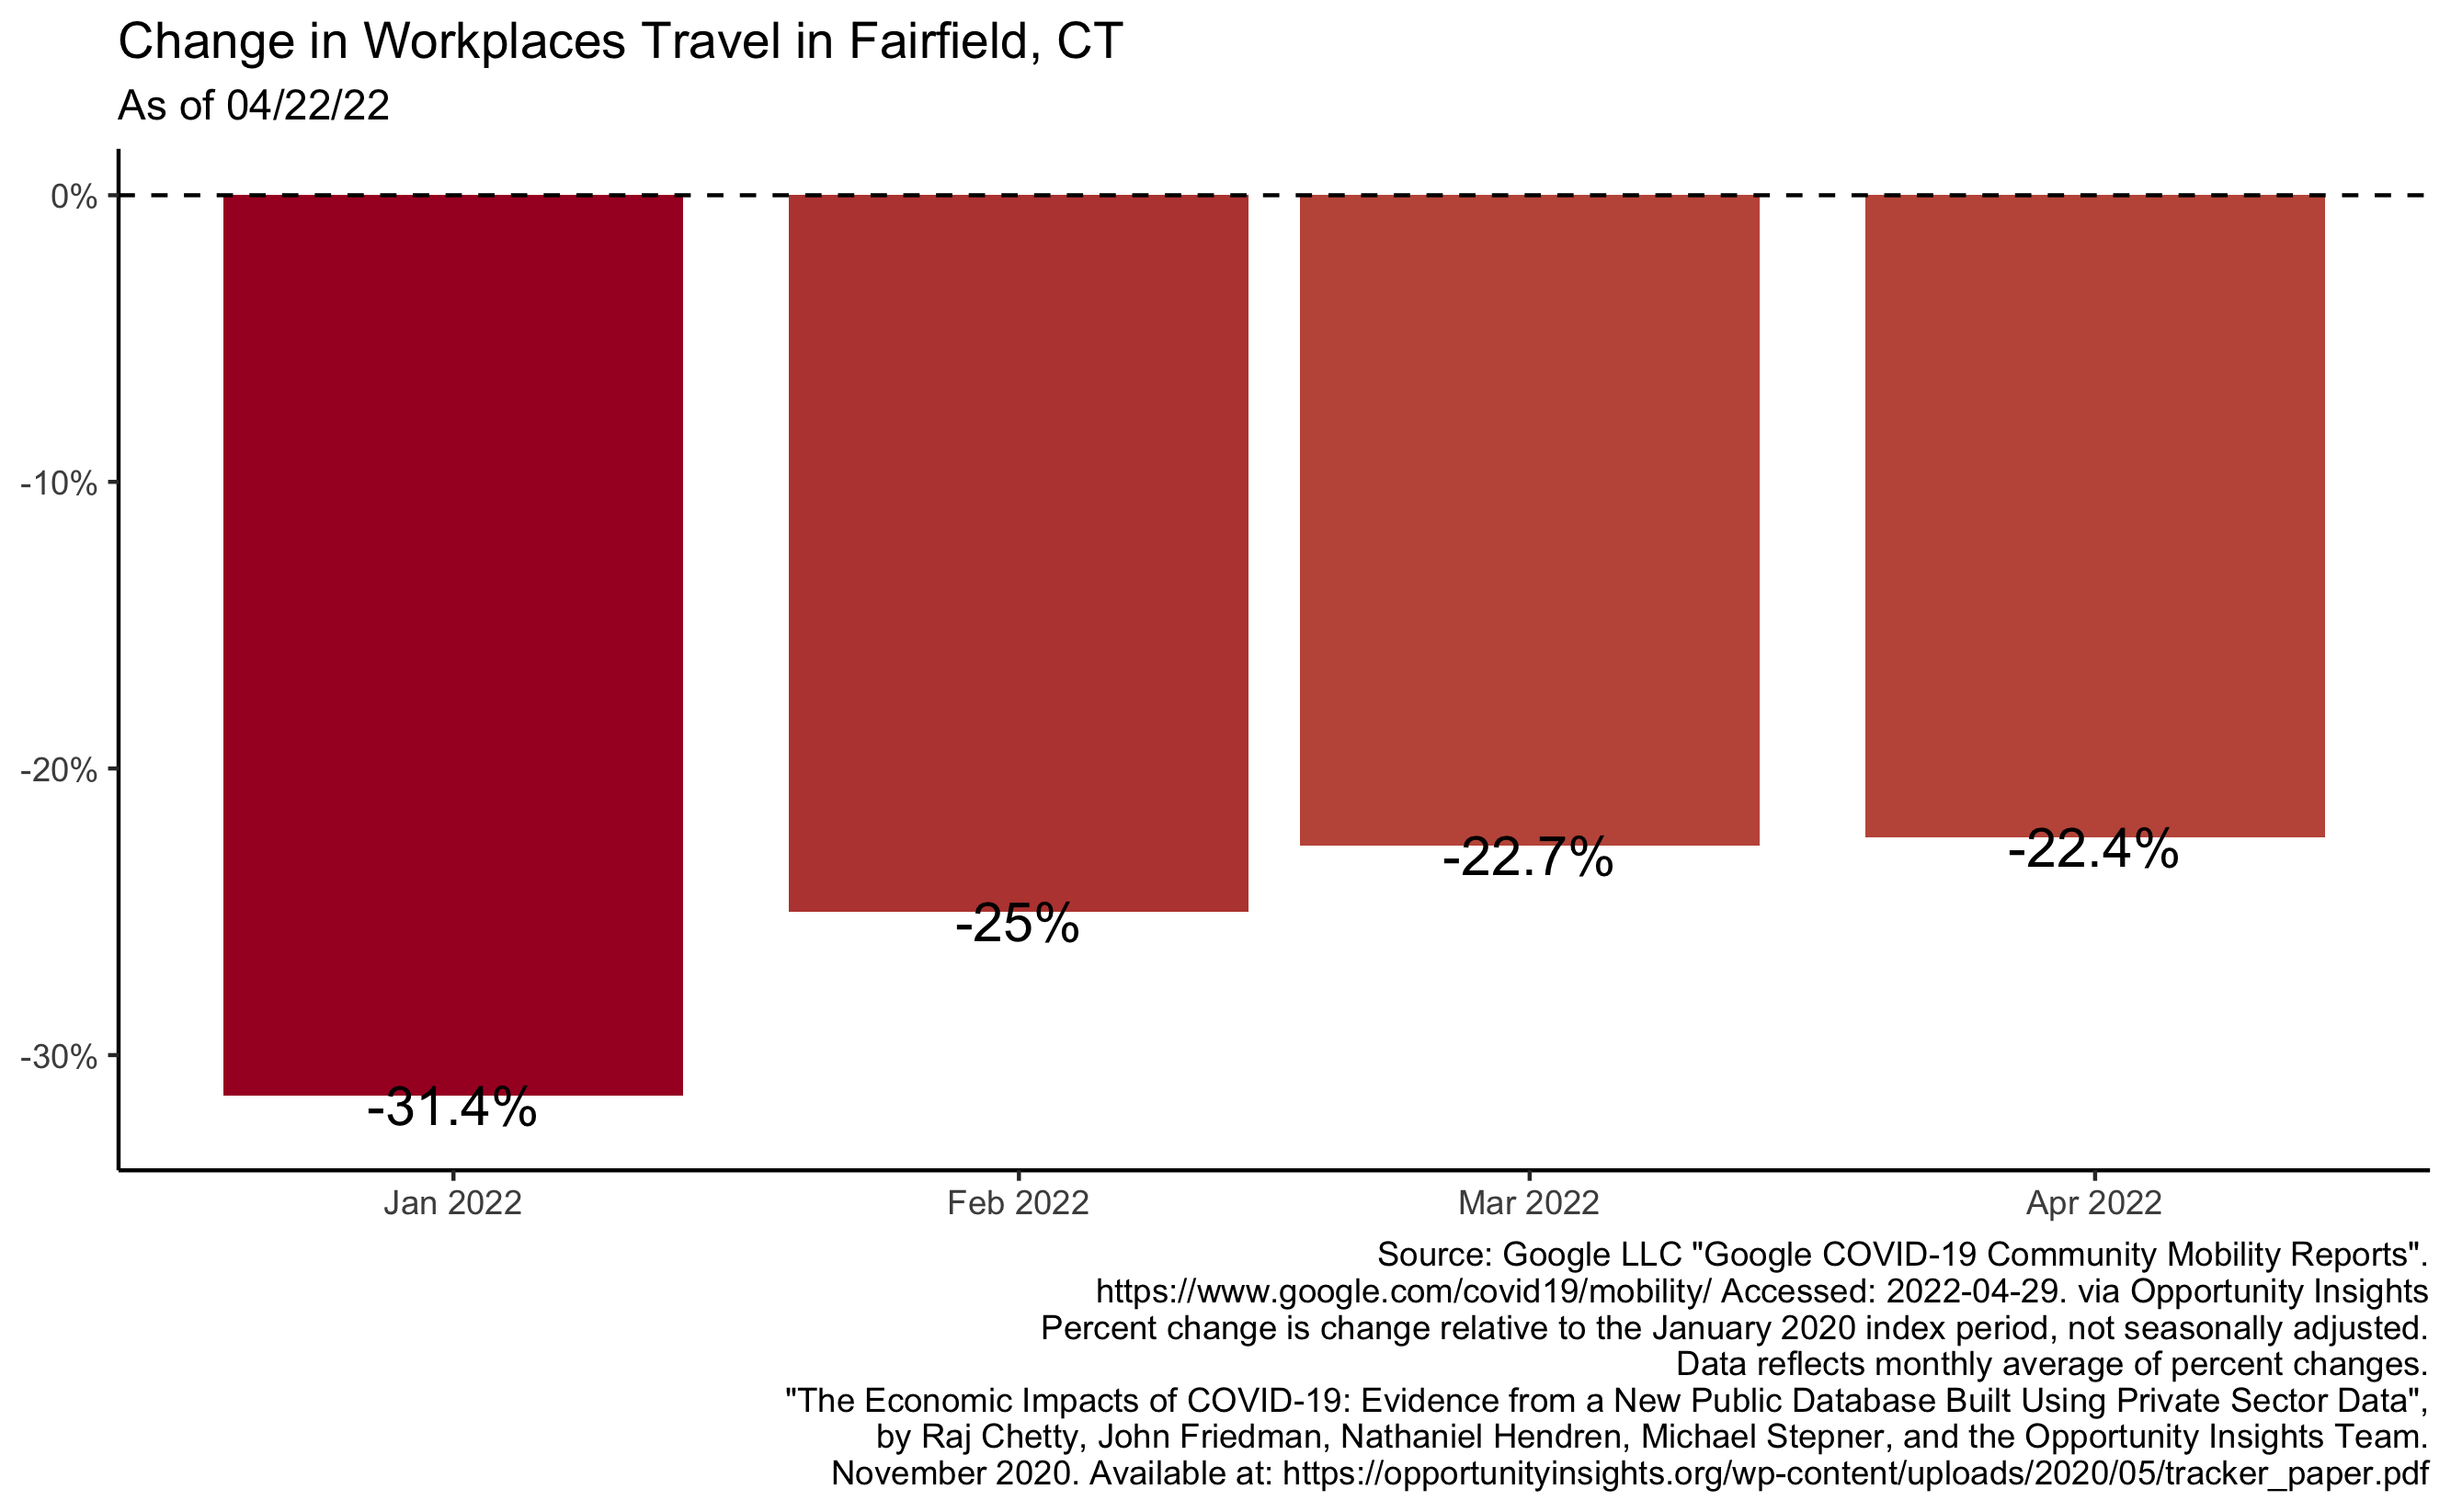 Change in Workplaces Travel in Fairfield, CT
As of 04/22/22
0%
-10%
-20%
-30%
-31.4%
-25%
-22.7%
-22.4%
Jan 2022
Feb 2022
Mar 2022
Apr 2022
Source: Google LLC "Google COVID-19 Community Mobility Reports".
https://www.google.com/covid19/mobility/ Accessed: 2022-04-29. via Opportunity Insights
Percent change is change relative to the January 2020 index period, not seasonally adjusted.
Data reflects monthly average of percent changes.
"The Economic Impacts of COVID-19: Evidence from a New Public Database Built Using Private Sector Data",
by Raj Chetty, John Friedman, Nathaniel Hendren, Michael Stepner, and the Opportunity Insights Team.
November 2020. Available at: https://opportunityinsights.org/wp-content/uploads/2020/05/tracker_paper.pdf